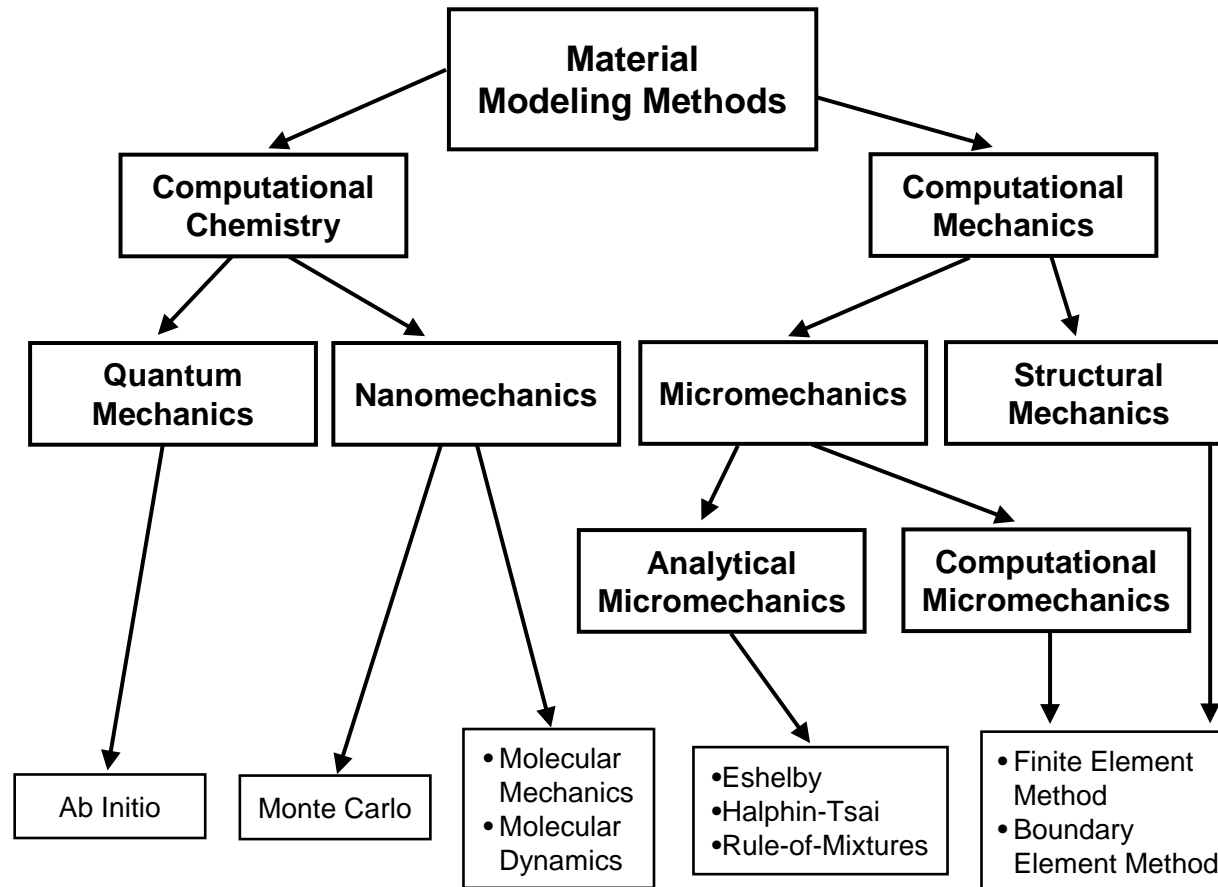 Material
Modeling Methods
Computational
Chemistry
Computational
Mechanics
Quantum
Mechanics
Nanomechanics
Micromechanics
Structural
Mechanics
Analytical
Micromechanics
Computational
Micromechanics
Ab Initio
Monte Carlo
•Molecular
Mechanics
•Molecular
Dynamics
•Eshelby
•Halphin-Tsai
•Rule-of-Mixtures
•Finite Element
Method
•Boundary
Element Method